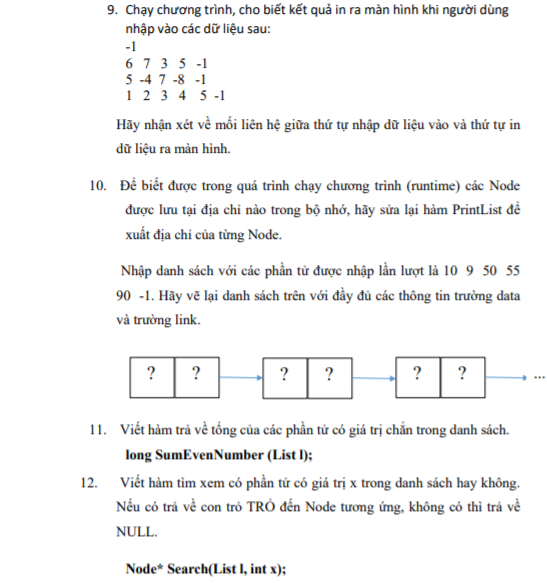 9. Chạy chương trình, cho biết kết quả in ra màn hình khi người dùng
nhập vào các dữ liệu sau:
-1
6 7 3 5 -1
5 -4 7 -8 -1
1 2 3 4 5 -1
Hãy nhận xét về mối liên hệ giữa thứ tự nhập dữ liệu vào và thứ tự in
dữ liệu ra màn hình.
10. Để biết được trong quá trình chạy chương trình (runtime) các Node
được lưu tại địa chỉ nào trong bộ nhớ, hãy sửa lại hàm PrintList để
xuất địa chỉ của từng Node.
Nhập danh sách với các phần tử được nhập lần lượt là 10 9 50 55
90 -1. Hãy vẽ lại danh sách trên với đầy đủ các thông tin trường data
và trường link.
? ? ? ? ? ? ...
11. Viết hàm trả về tổng của các phần tử có giá trị chẵn trong danh sách.
long SumEvenNumber (List l);
12. Viết hàm tìm xem có phần tử có giá trị x trong danh sách hay không.
Nếu có trả về con trỏ TRỎ đến Node tương ứng, không có thì trả về
NULL.
Node* Search(List l, int x);